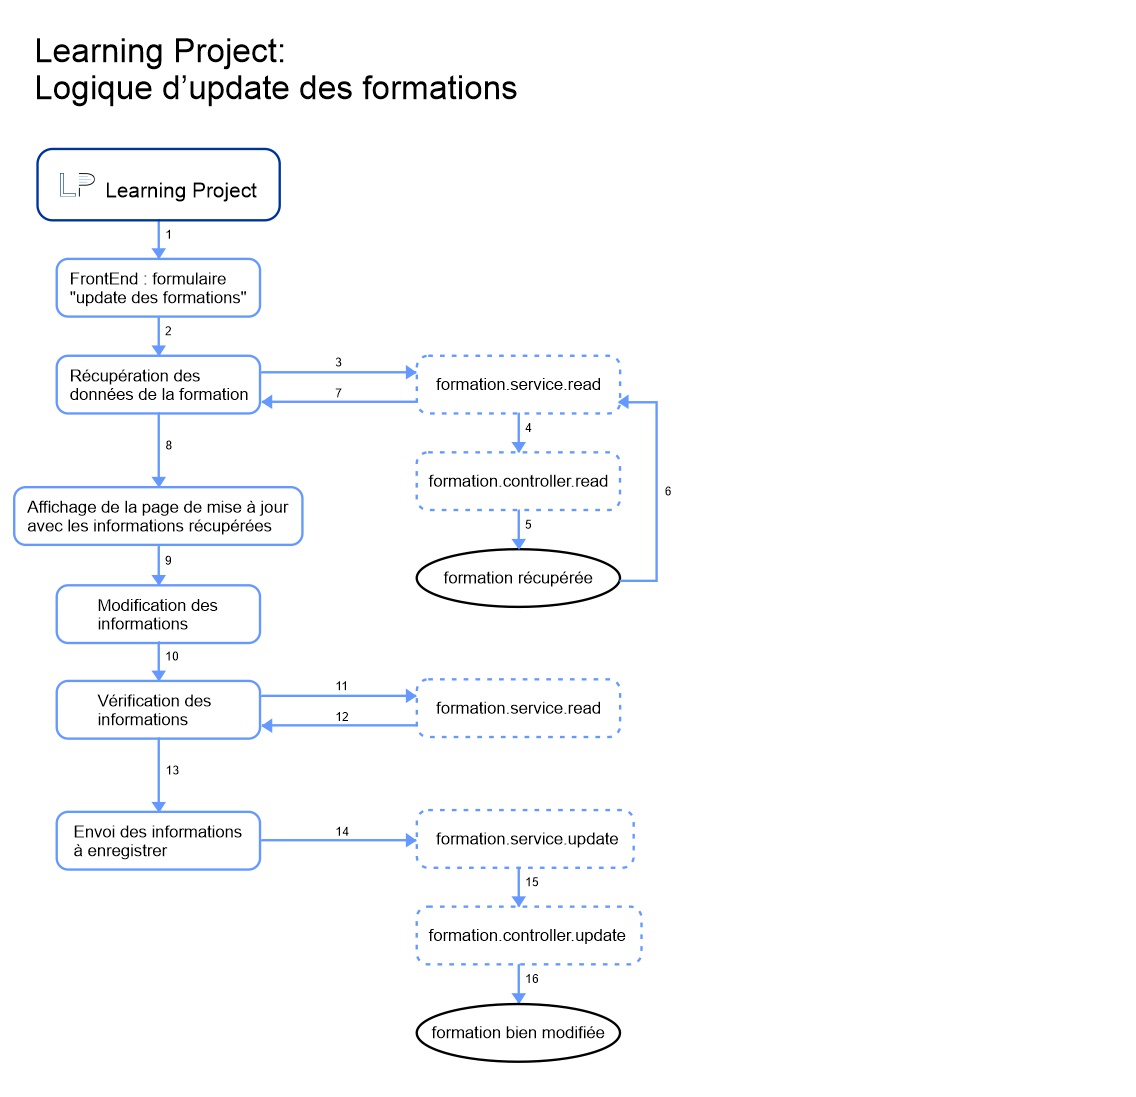 Learning Project:
Logique d’update des formations
LP Learning Project
1
FrontEnd : formulaire
"update des formations"
2
Récupération des
données de la formation
3
7
formation.service.read
4
formation.controller.read
5
formation récupérée
6
8
Affichage de la page de mise à jour
avec les informations récupérées
9
Modification des
informations
10
Vérification des
informations
11
12
formation.service.read
13
Envoi des informations
à enregistrer
14
formation.service.update
15
formation.controller.update
16
formation bien modifiée